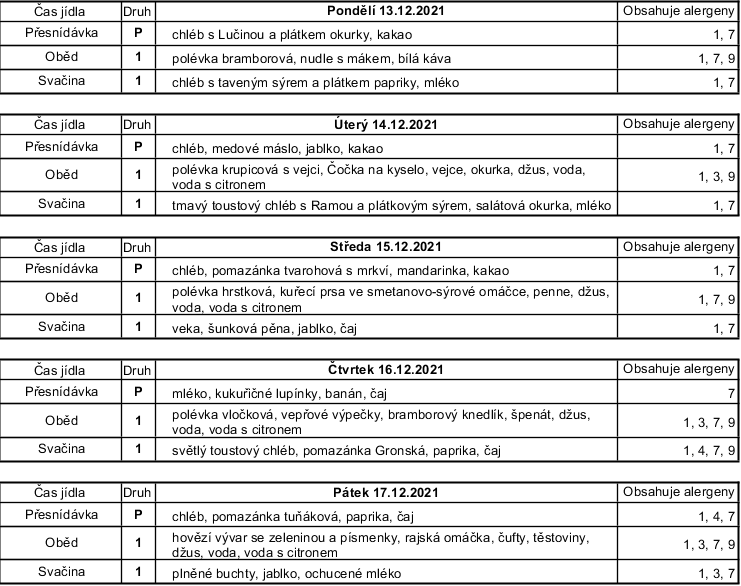 Čas jídla Druh Pondělí 13.12.2021 Obsahuje alergeny
Přesnídávka P chléb s Lučinou a plátkem okurky, kakao 1, 7
Oběd 1 polévka bramborová, nudle s mákem, bílá káva 1, 7, 9
Svačina 1 chléb s taveným sýrem a plátkem papriky, mléko 1, 7
Čas jídla Druh Úterý 14.12.2021 Obsahuje alergeny
Přesnídávka P chléb, medové máslo, jablko, kakao 1, 7
Oběd 1 polévka krupicová s vejci, Čočka na kyselo, vejce, okurka, džus, voda, 1, 3, 9
voda s citronem
Svačina 1 tmavý toustový chléb s Ramou a plátkovým sýrem, salátová okurka, mléko 1, 7
Čas jídla Druh Středa 15.12.2021 Obsahuje alergeny
Přesnídávka P chléb, pomazánka tvarohová s mrkví, mandarinka, kakao 1, 7
Oběd 1 polévka hrstková, kuřecí prsa ve smetanovo-sýrové omáčce, penne, džus, 1, 7, 9
voda, voda s citronem
Svačina 1 veka, šunková pěna, jablko, čaj 1, 7
Čas jídla Druh Čtvrtek 16.12.2021 Obsahuje alergeny
Přesnídávka P mléko, kukuřičné lupínky, banán, čaj 7
Oběd 1 polévka vločková, vepřové výpečky, bramborový knedlík, špenát, džus, 1, 3, 7, 9
voda, voda s citronem
Svačina 1 světlý toustový chléb, pomazánka Gronská, paprika, čaj 1, 4, 7, 9
Čas jídla Druh Pátek 17.12.2021 Obsahuje alergeny
Přesnídávka P chléb, pomazánka tuňáková, paprika, čaj 1, 4, 7
Oběd 1 hovězí vývar se zeleninou a písmenky, rajská omáčka, čufty, těstoviny, 1, 3, 7, 9
džus, voda, voda s citronem
Svačina 1 plněné buchty, jablko, ochucené mléko 1, 3, 7